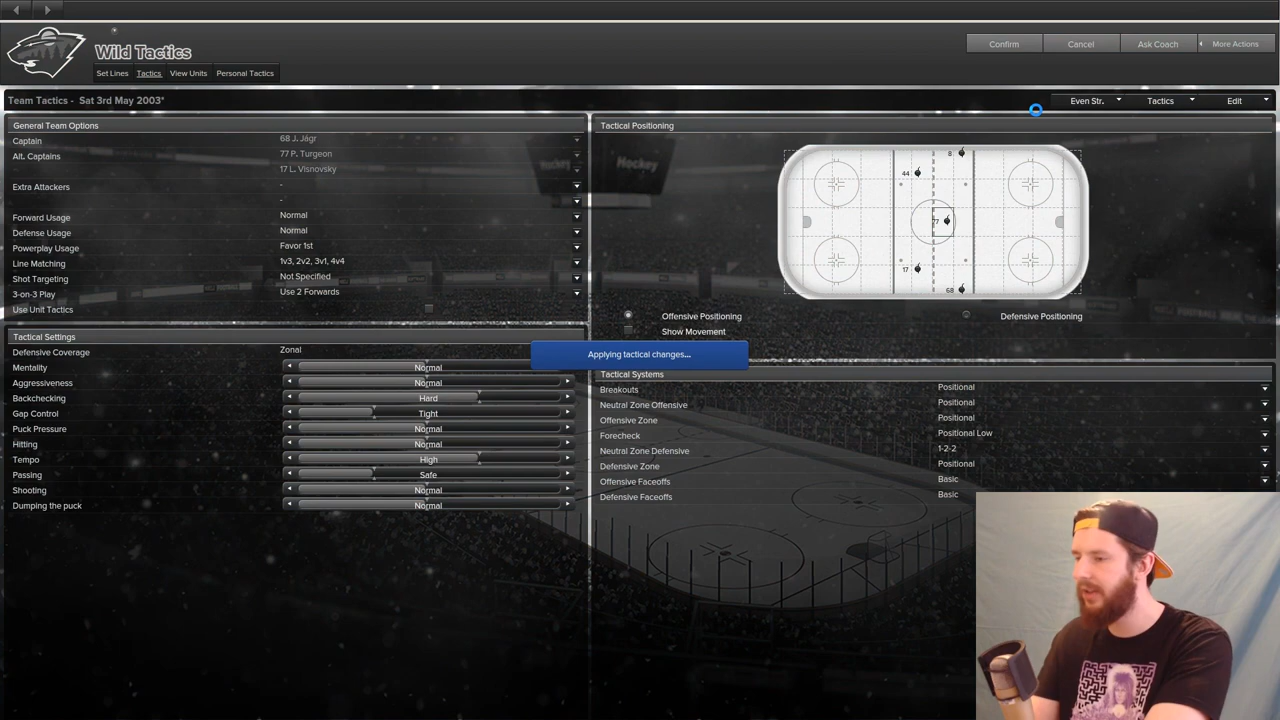 Wild Tactics
Confirm
Cancel
Ask Coach
More Actions
Set Lines
Tactics
View Units
Personal Tactics
Team Tactics - Sat 3rd May 2003*
Even Str.
Tactics
Edit
General Team Options
Captain 68 J. Jágr
Alt. Captains 77 P. Turgeon
17 L. Visnovsky
Extra Attackers -
-
Forward Usage Normal
Defense Usage Normal
Powerplay Usage Favor 1st
Line Matching 1v3, 2v2, 3v1, 4v4
Shot Targeting Not Specified
3-on-3 Play Use 2 Forwards
Use Unit Tactics
Tactical Settings
Defensive Coverage Zonal
Mentality Normal
Aggressiveness Normal
Backchecking Hard
Gap Control Tight
Puck Pressure Normal
Hitting Normal
Tempo High
Passing Safe
Shooting Normal
Dumping the puck Normal
Tactical Positioning
8
44
77
17
68
Offensive Positioning
Defensive Positioning
Show Movement
Applying tactical changes...
Tactical Systems
Breakouts Positional
Neutral Zone Offensive Positional
Offensive Zone Positional
Forecheck Positional Low
Neutral Zone Defensive 1-2-2
Defensive Zone Positional
Offensive Faceoffs Basic
Defensive Faceoffs Basic